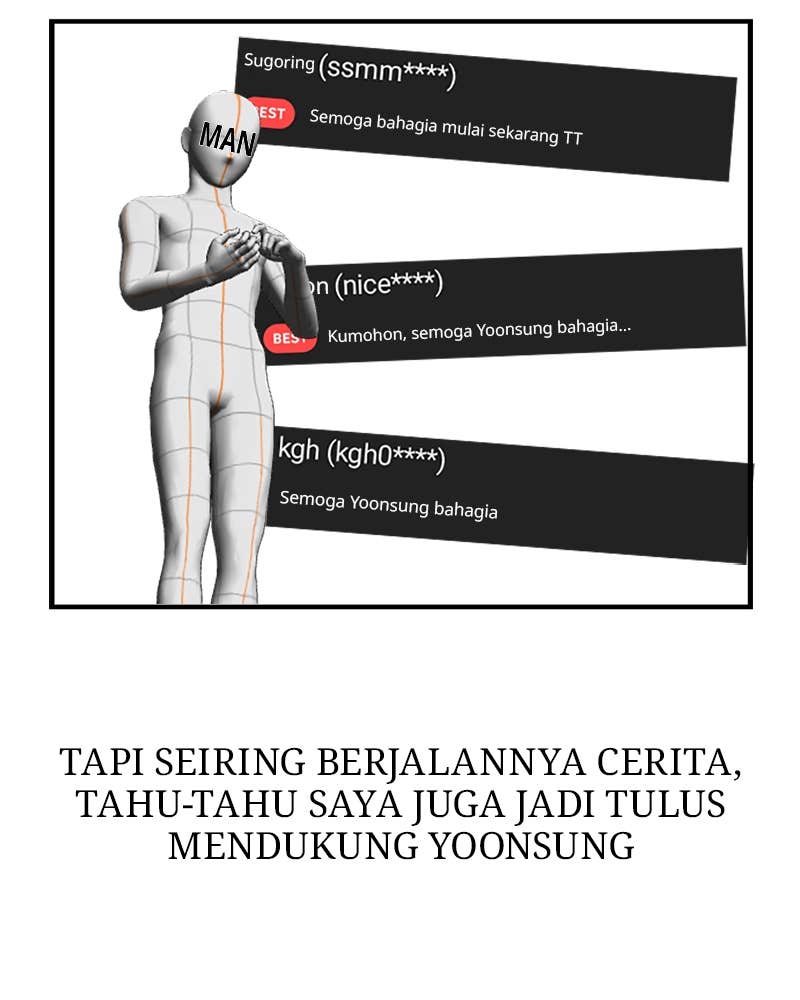 Sugoring (ssmm****)
BEST Semoga bahagia mulai sekarang TT
MAN
(nice****)
BEST Kumohon, semoga Yoonsung bahagia...
kgh (kgh0****)
Semoga Yoonsung bahagia
TAPI SEIRING BERJALANNYA CERITA,
TAHU-TAHU SAYA JUGA JADI TULUS
MENDUKUNG YOONSUNG